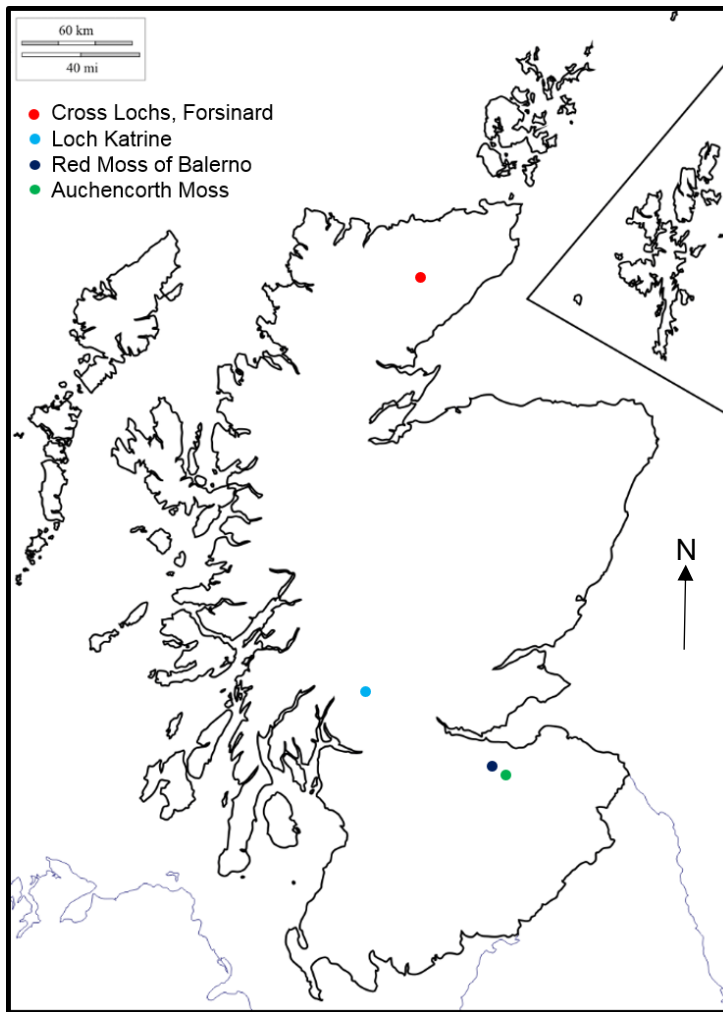 60 km
40 mi
Cross Lochs, Forsinard
Loch Katrine
Red Moss of Balerno
Auchencorth Moss
N